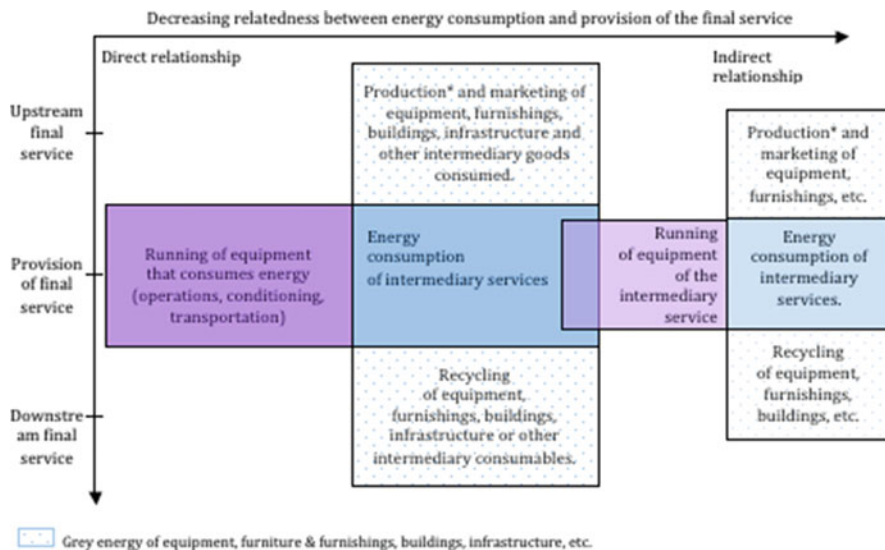 Decreasing relatedness between energy consumption and provision of the final service
Direct relationship
Indirect
relationship
Upstream
final
service
Production* and marketing of
equipment, furnishings,
buildings, infrastructure and
other intermediary goods
consumed.
Production* and
marketing of
equipment,
furnishings, etc.
Provision
of final
service
Running of equipment
that consumes energy
(operations, conditioning,
transportation)
Energy
consumption
of intermediary services
Running
of equipment
of the
intermediary
service
Energy
consumption of
intermediary
services.
Downstre
am final
service
Recycling
of equipment,
furnishings, buildings,
infrastructure or other
intermediary consumables.
Recycling
of equipment,
furnishings,
buildings, etc.
Grey energy of equipment, furniture & furnishings, buildings, infrastructure, etc.